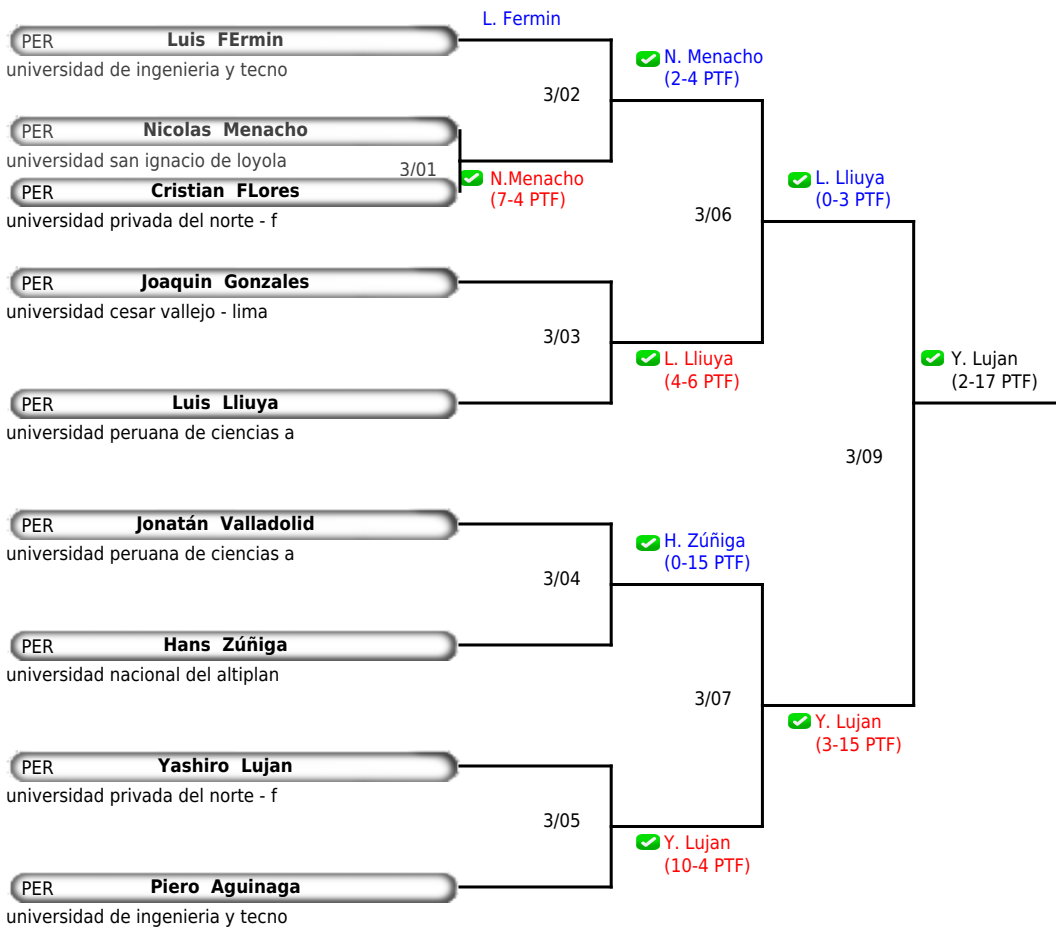 L. Fermin
PER Luis FErmin
universidad de ingenieria y tecno
N. Menacho
(2-4 PTF)
3/02
PER Nicolas Menacho
universidad san ignacio de loyola
3/01
N.Menacho
(7-4 PTF)
PER Cristian FLores
universidad privada del norte - f
L. Lliuya
(0-3 PTF)
3/06
PER Joaquin Gonzales
universidad cesar vallejo - lima
3/03
L. Lliuya
(4-6 PTF)
Y. Lujan
(2-17 PTF)
PER Luis Lliuya
universidad peruana de ciencias a
3/09
PER Jonatán Valladolid
universidad peruana de ciencias a
H. Zúñiga
(0-15 PTF)
3/04
PER Hans Zúñiga
universidad nacional del altiplan
3/07
Y. Lujan
(3-15 PTF)
PER Yashiro Lujan
universidad privada del norte - f
3/05
Y. Lujan
(10-4 PTF)
PER Piero Aguinaga
universidad de ingenieria y tecno